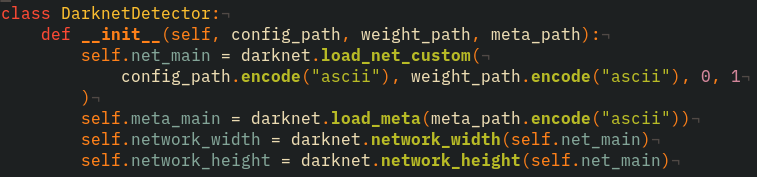 class DarknetDetector:¬
    def __init__(self, config_path, weight_path, meta_path):¬
        self.net_main = darknet.load_net_custom(¬
            config_path.encode("ascii"), weight_path.encode("ascii"), 0, 1¬
        )¬
        self.meta_main = darknet.load_meta(meta_path.encode("ascii"))¬
        self.network_width = darknet.network_width(self.net_main)¬
        self.network_height = darknet.network_height(self.net_main)¬